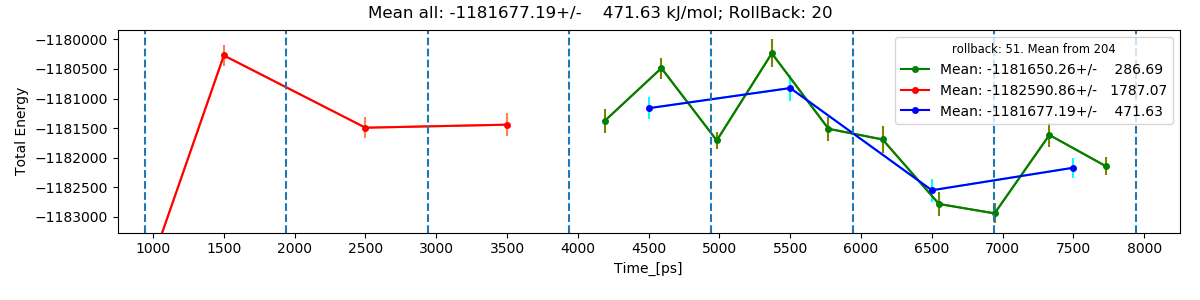 Mean all: -1181677.19+/-    471.63 kJ/mol; RollBack: 20
Total Energy
−1180000
−1180500
−1181000
−1181500
−1182000
−1182500
−1183000
rollback: 51. Mean from 204
Mean: -1181650.26+/-    286.69
Mean: -1182590.86+/-   1787.07
Mean: -1181677.19+/-    471.63
1000 1500 2000 2500 3000 3500 4000 4500 5000 5500 6000 6500 7000 7500 8000
Time_[ps]